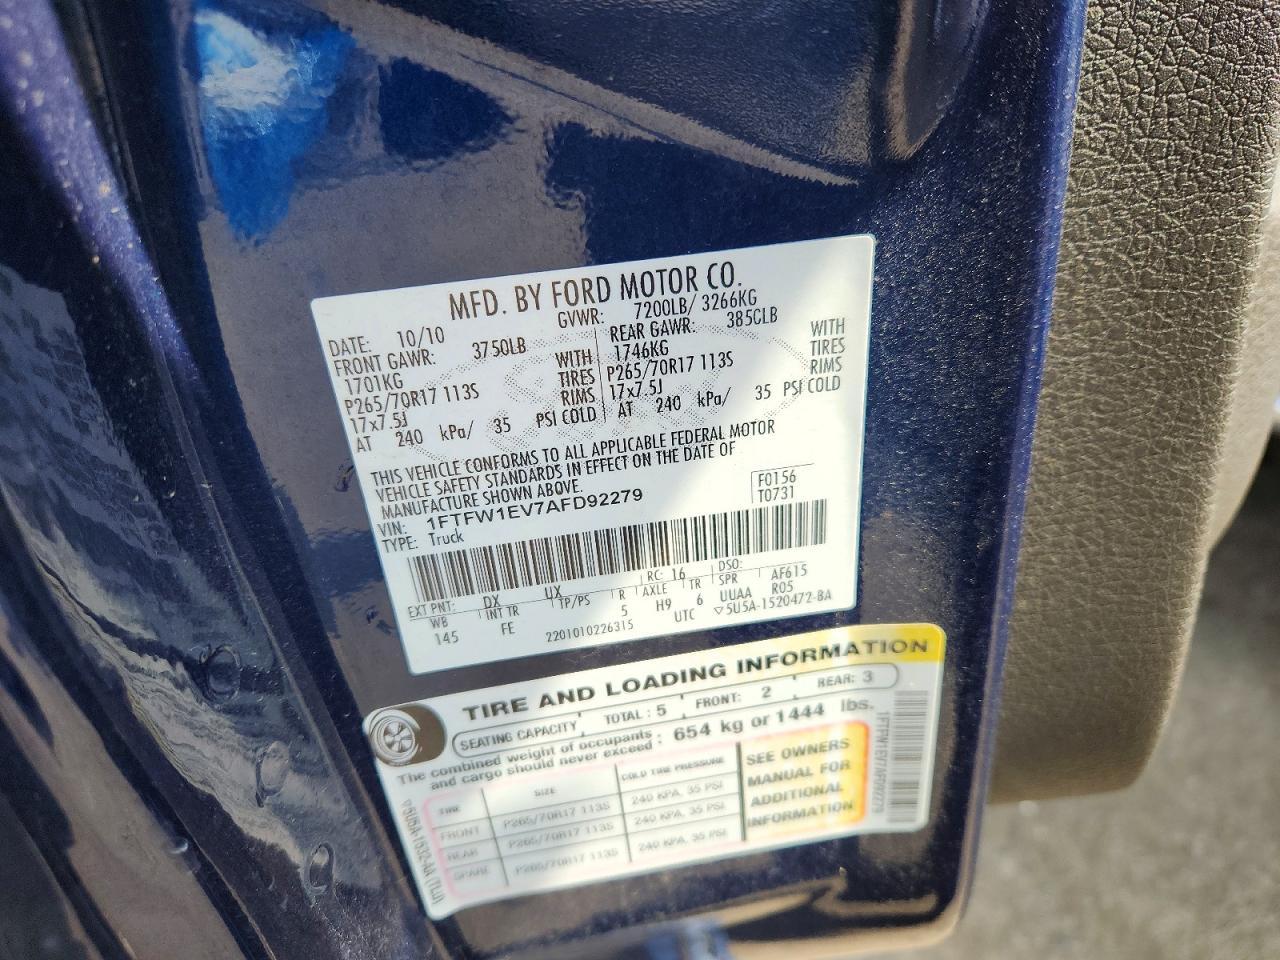 MFD. BY FORD MOTOR CO.
DATE: 10/10 GVWR: 7200LB/ 3266KG
FRONT GAWR: 3750LB REAR GAWR: 385CLB
1701KG WITH 1746KG WITH
P265/70R17 113S TIRES P265/70R17 113S TIRES
17x7.5J RIMS 17x7.5J RIMS
AT 240 kPa/ 35 PSI COLD AT 240 kPa/ 35 PSI COLD
THIS VEHICLE CONFORMS TO ALL APPLICABLE FEDERAL MOTOR
VEHICLE SAFETY STANDARDS IN EFFECT ON THE DATE OF
MANUFACTURE SHOWN ABOVE.
VIN: 1FTFW1EV7AFD92279 F0156
TYPE: Truck T0731
EXT PNT: DX UX RC: 16 DSO: AF615
WB INT TR TP/PS R AXLE TR SPR R05
145 FE 5 H9 6 UUAA
2201010226315 UTC ▽5U5A-1520472-BA
TIRE AND LOADING INFORMATION
SEATING CAPACITY TOTAL: 5 FRONT: 2 REAR: 3
The combined weight of occupants
and cargo should never exceed : 654 kg or 1444 lbs.
TIRE SIZE COLD TIRE PRESSURE
FRONT P265/70R17 113S 240 KPA, 35 PSI
REAR P265/70R17 113S 240 KPA, 35 PSI
SPARE P265/70R17 113S 240 KPA, 35 PSI
SEE OWNERS
MANUAL FOR
ADDITIONAL
INFORMATION
1FTFW1EV7AFD92279